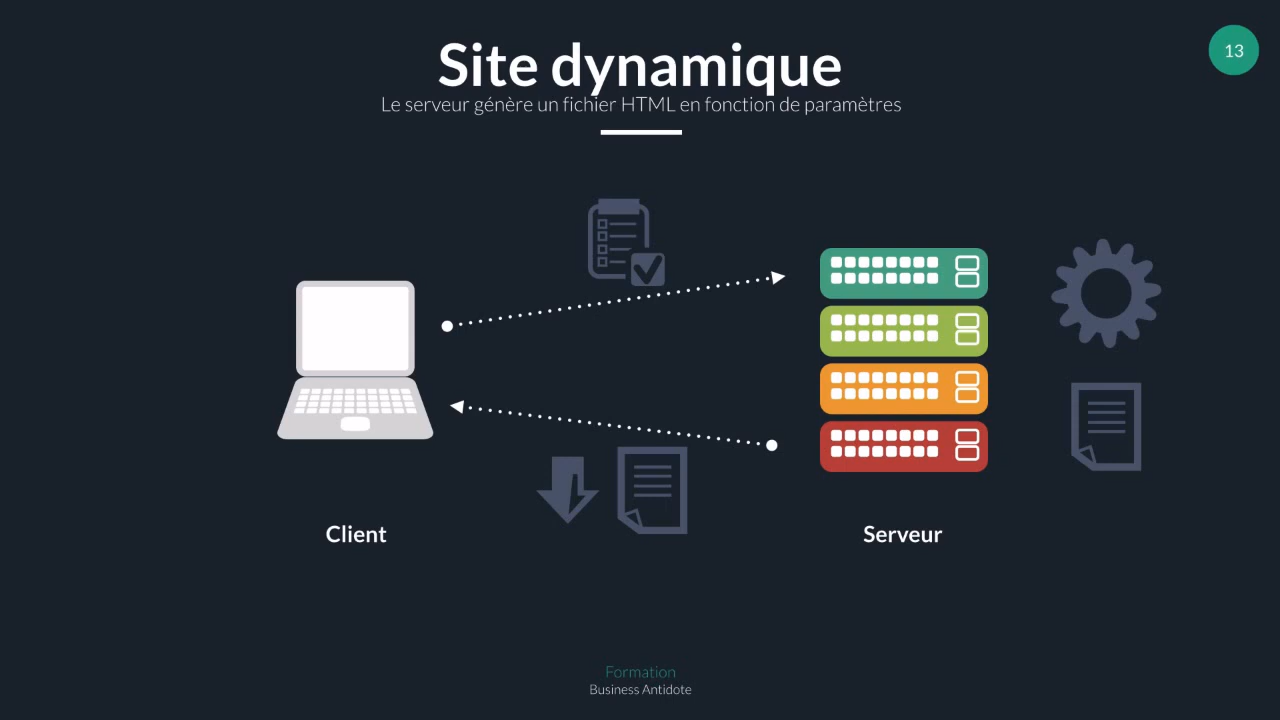 Site dynamique
13
Le serveur génère un fichier HTML en fonction de paramètres
Client
Serveur
Formation
Business Antidote